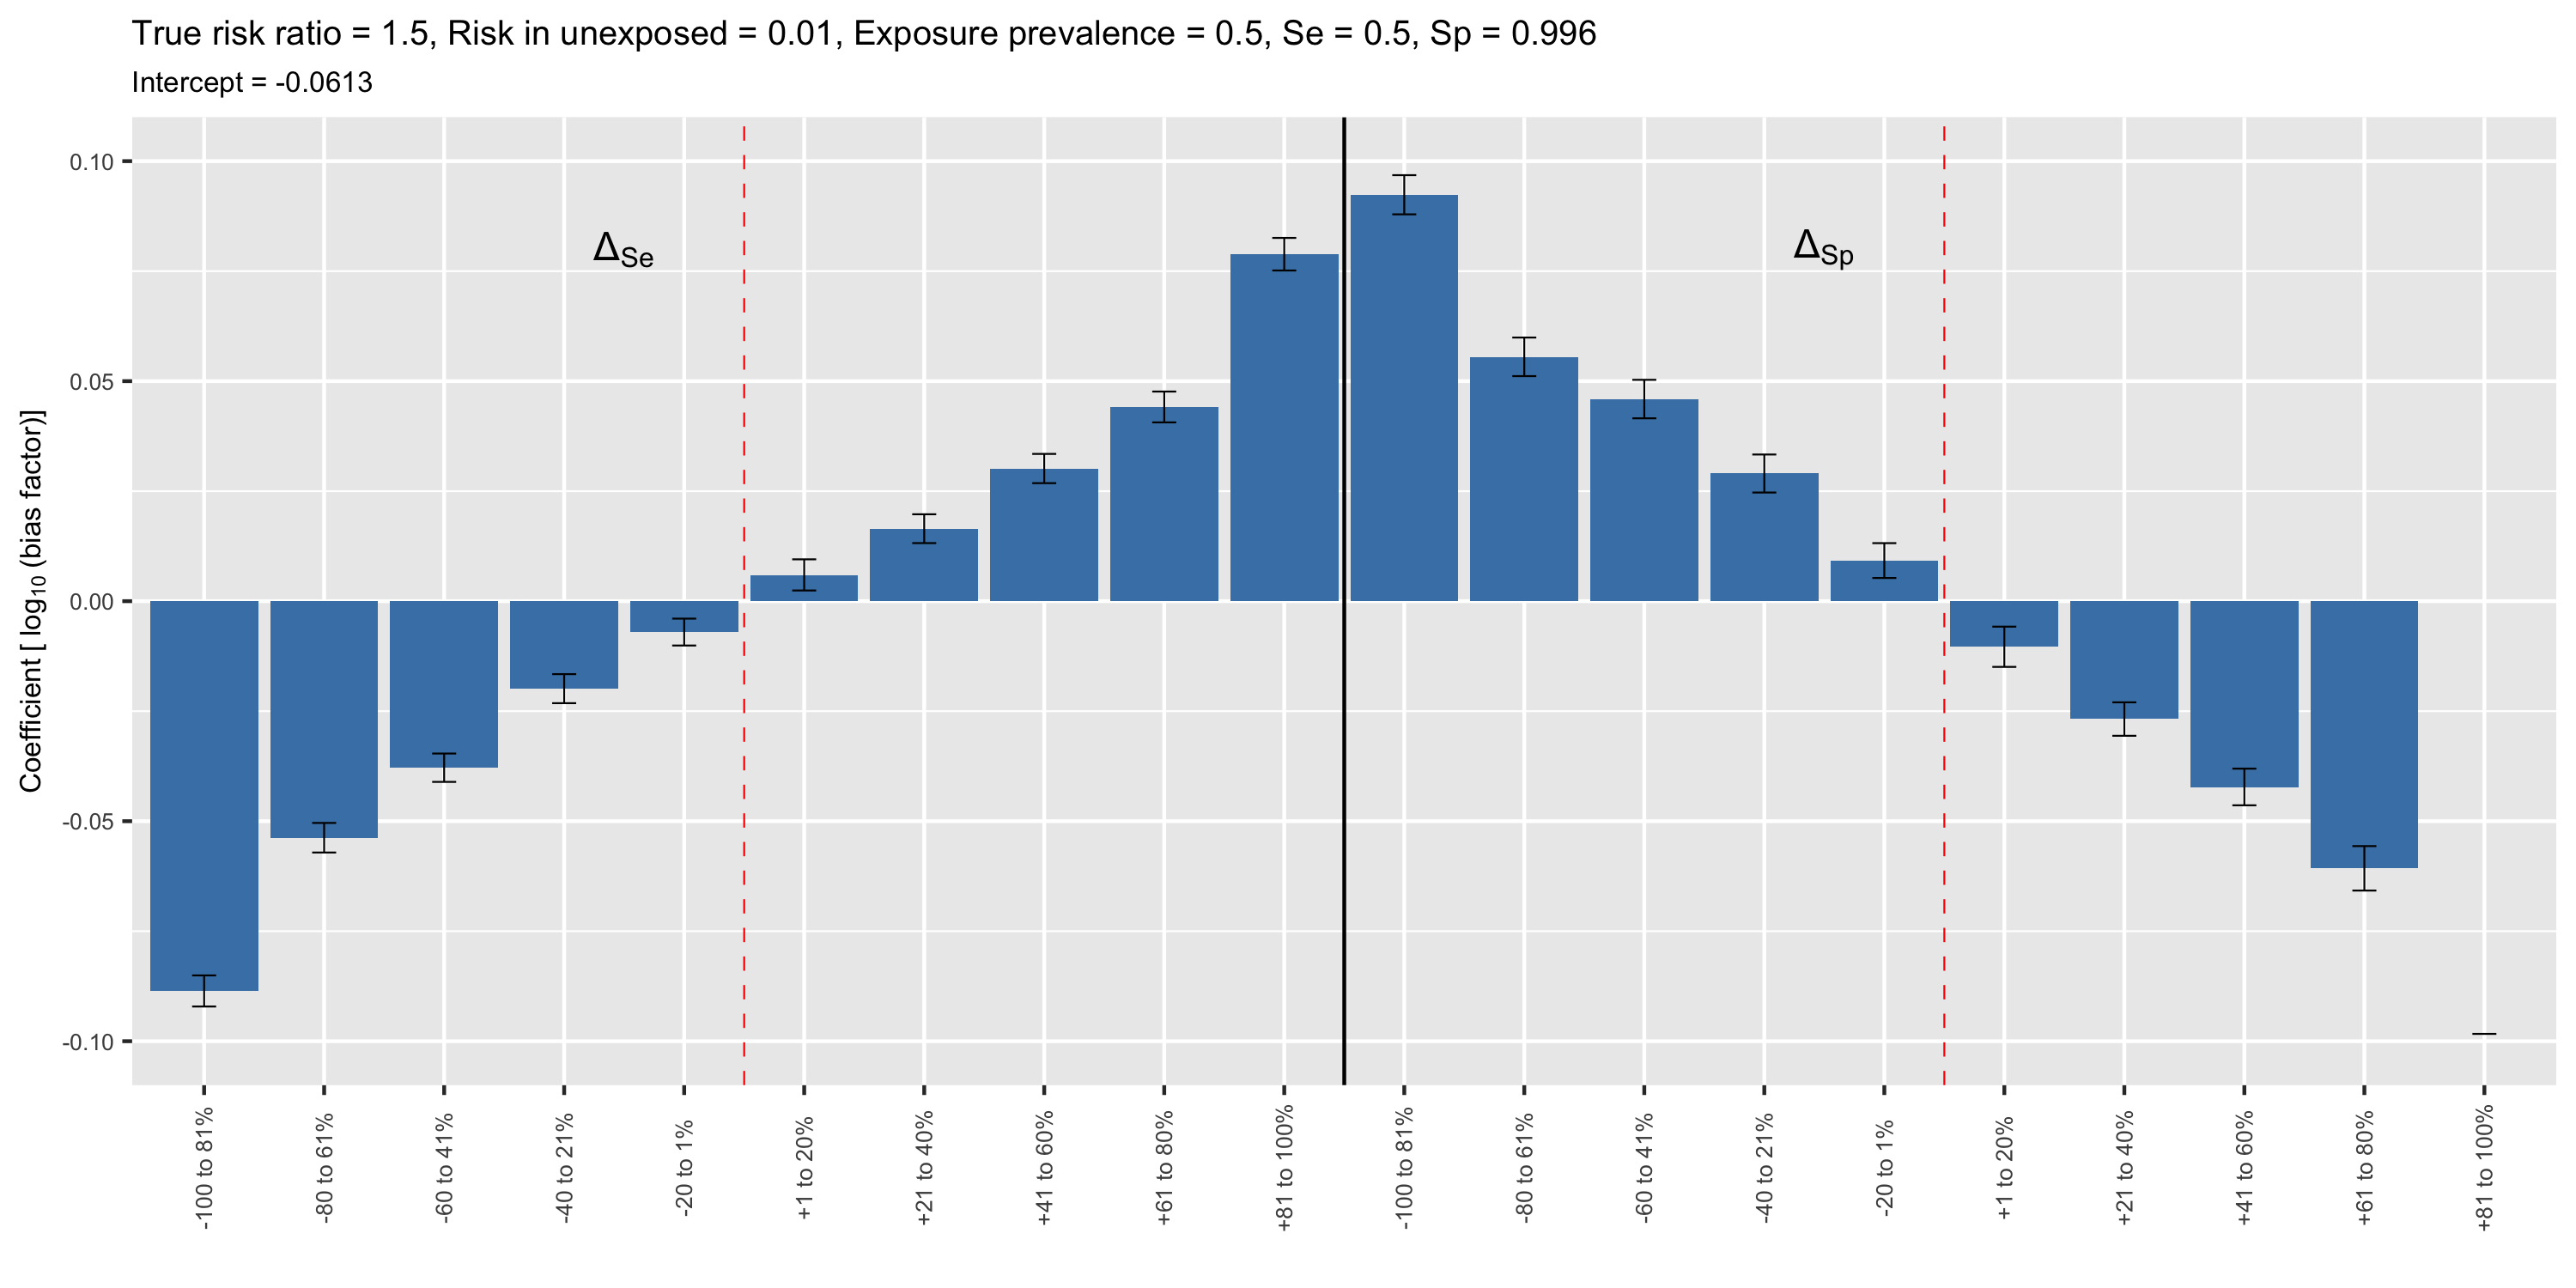 True risk ratio = 1.5, Risk in unexposed = 0.01, Exposure prevalence = 0.5, Se = 0.5, Sp = 0.996
Intercept = -0.0613
Coefficient [ log10 (bias factor)]
0.10
0.05
0.00
-0.05
-0.10
ΔSe
ΔSp
-100 to 81%
-80 to 61%
-60 to 41%
-40 to 21%
-20 to 1%
+1 to 20%
+21 to 40%
+41 to 60%
+61 to 80%
+81 to 100%
-100 to 81%
-80 to 61%
-60 to 41%
-40 to 21%
-20 to 1%
+1 to 20%
+21 to 40%
+41 to 60%
+61 to 80%
+81 to 100%